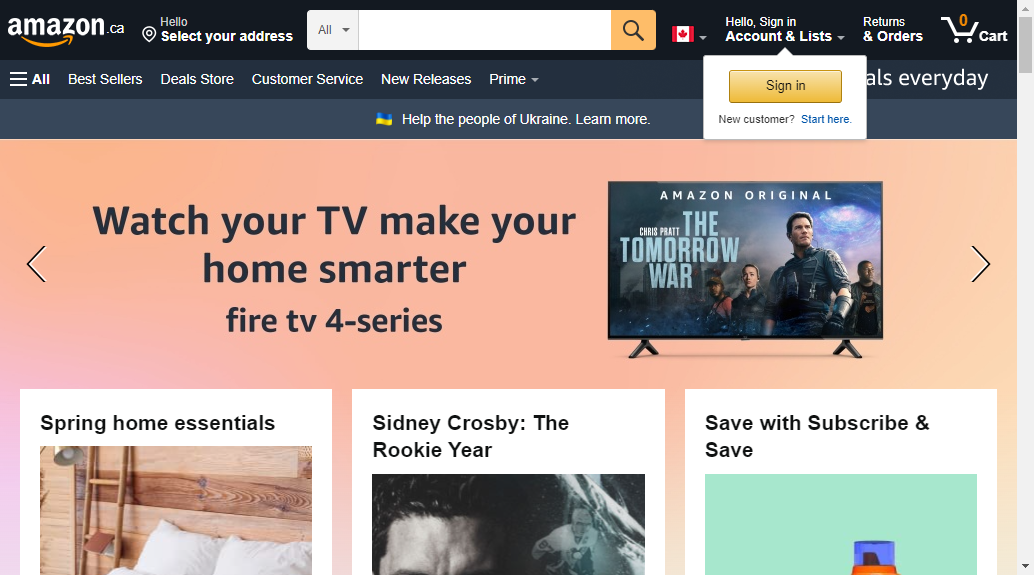 amazon.ca
Hello
Select your address
All
Hello, Sign in
Account & Lists
Returns
& Orders
0
Cart
All
Best Sellers
Deals Store
Customer Service
New Releases
Prime
als everyday
Sign in
New customer? Start here.
Help the people of Ukraine. Learn more.
Watch your TV make your
home smarter
fire tv 4-series
AMAZON ORIGINAL
CHRIS PRATT
THE
TOMORROW
WAR
Spring home essentials
Sidney Crosby: The
Rookie Year
Save with Subscribe &
Save